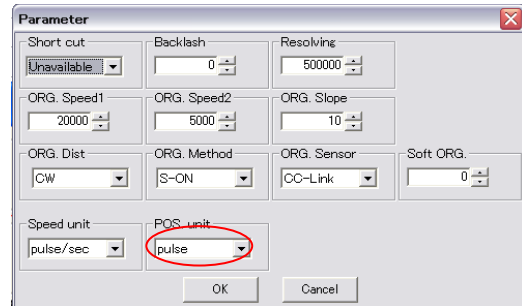 Parameter
Short cut Backlash Resolving
Unavailable 0 500000
ORG. Speed1 ORG. Speed2 ORG. Slope
20000 5000 10
ORG. Dist ORG. Method ORG. Sensor Soft ORG.
CW S-ON CC-Link 0
Speed unit POS. unit
pulse/sec pulse
OK Cancel